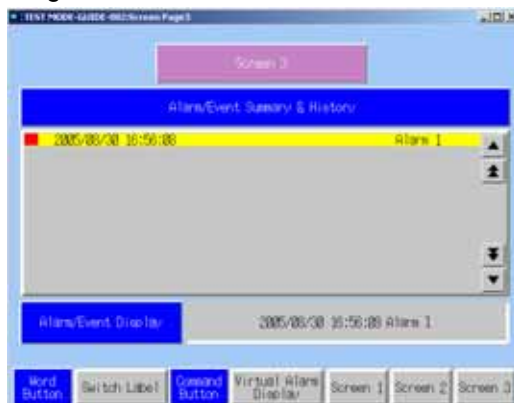 TEST MODE-GUIDE-002:Screen Page3
Screen 3
Alarm/Event Summary & History
2005/08/30 16:56:08 Alarm 1
Alarm/Event Display
2005/08/30 16:56:08 Alarm 1
Word Button
Switch Label
Command Button
Virtual Alarm Display
Screen 1
Screen 2
Screen 3